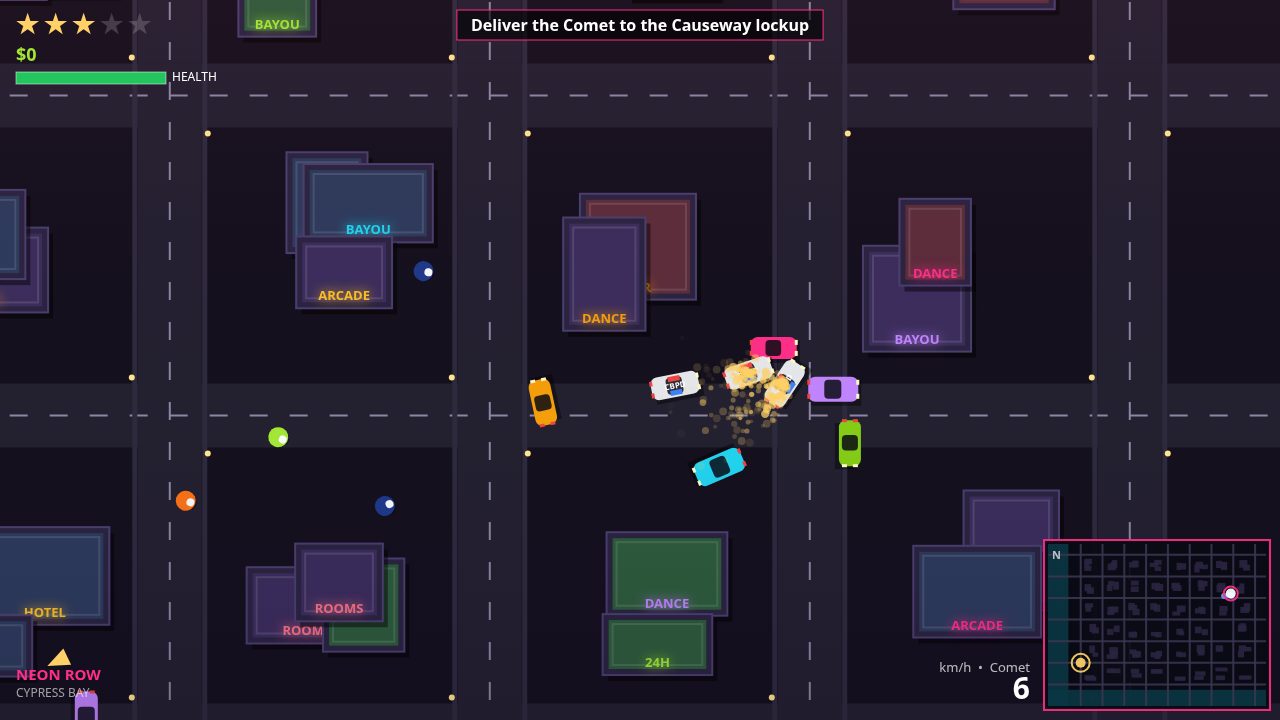 BAYOU
Deliver the Comet to the Causeway lockup
$0
HEALTH
BAYOU
ARCADE
DANCE
DANCE
BAYOU
CBPD
HOTEL
ROOMS
ROOM
DANCE
24H
ARCADE
N
NEON ROW
CYPRESS BAY
km/h • Comet
6